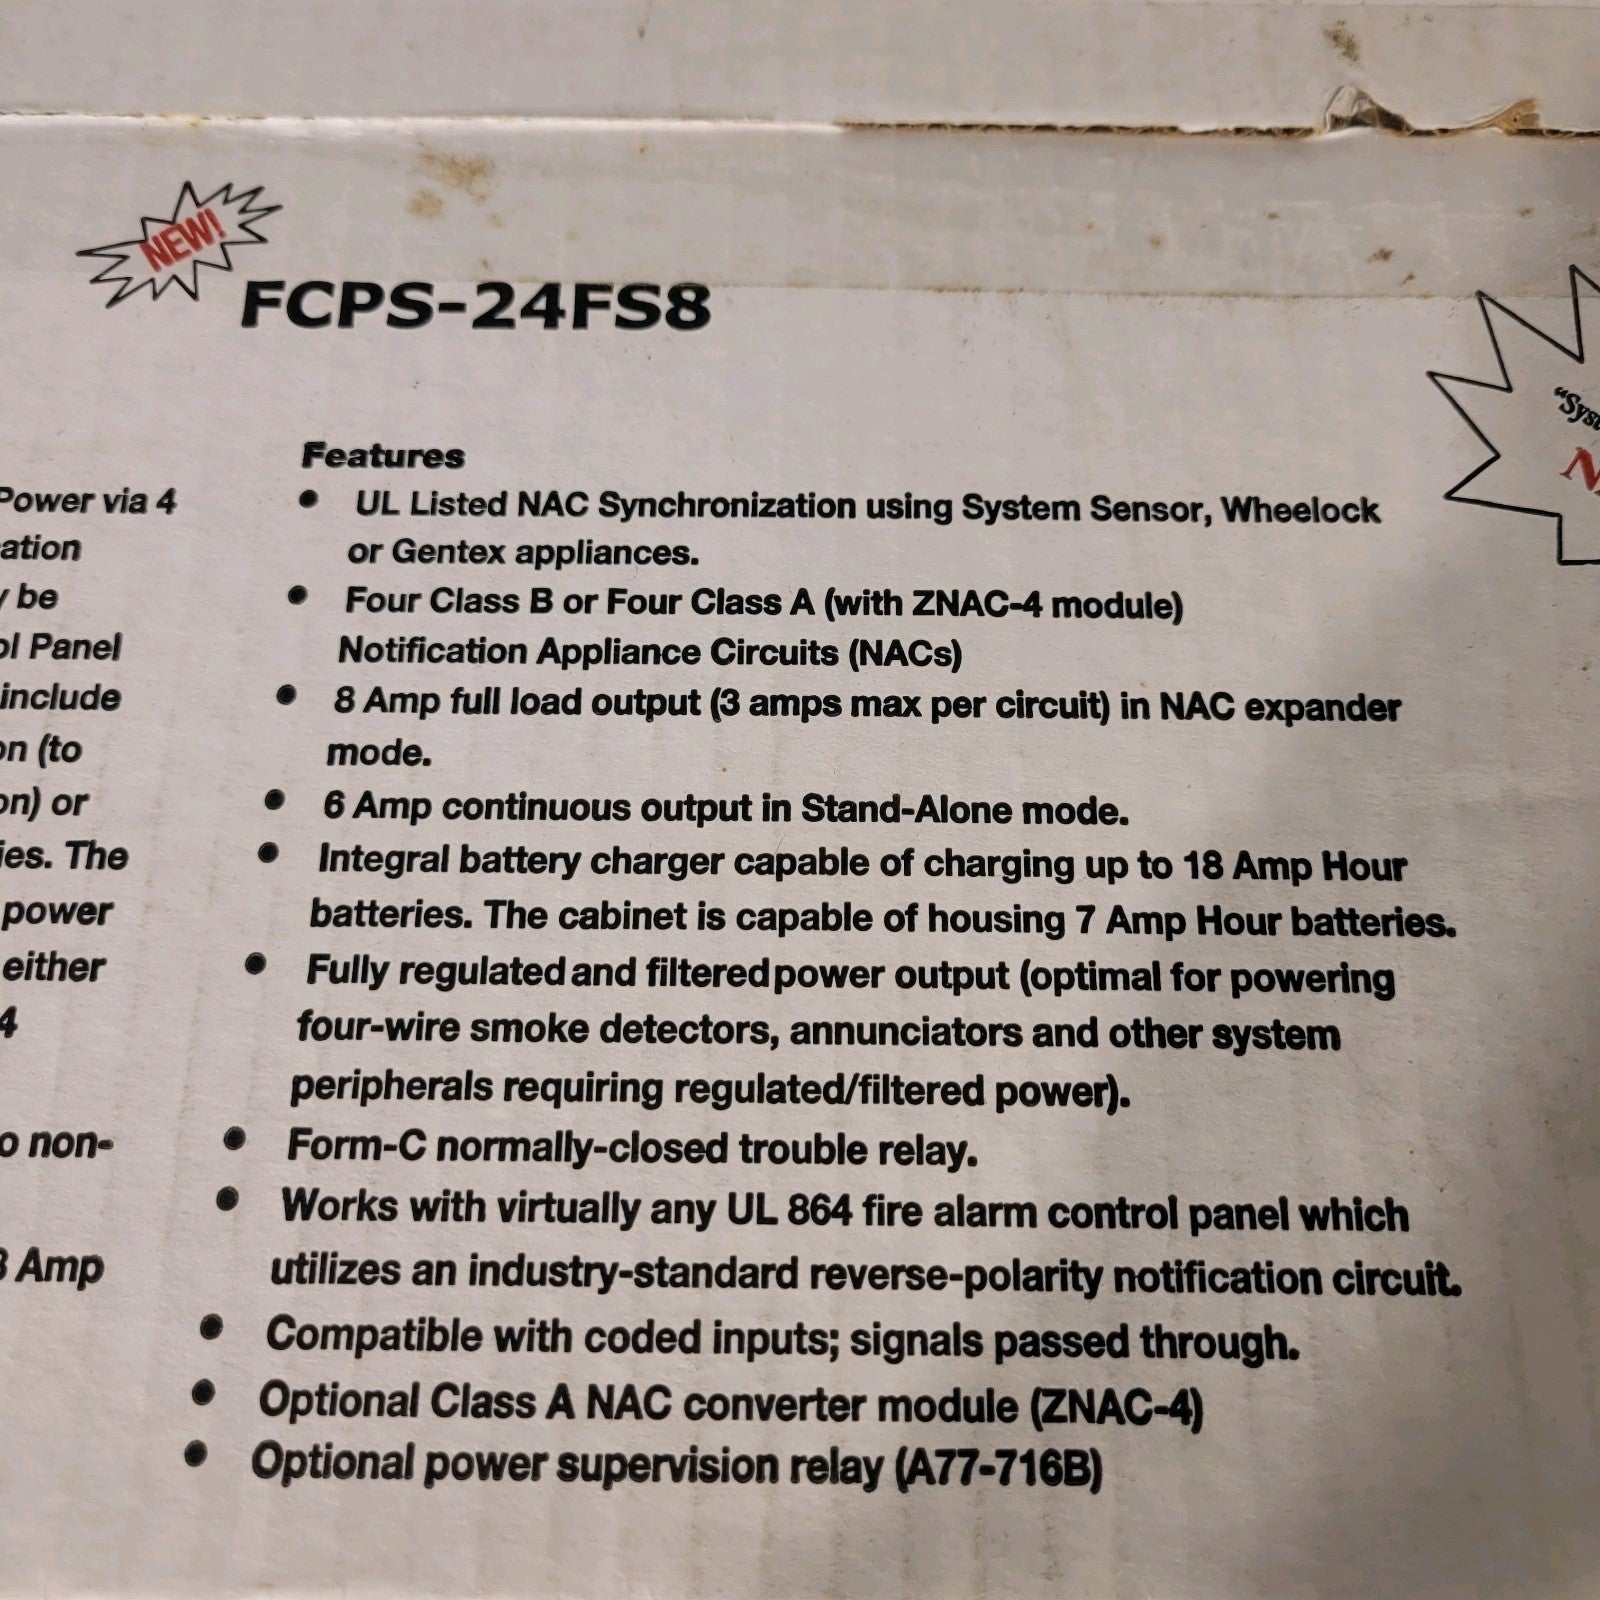 NEW!
FCPS-24FS8
Power via 4
be
Panel
include
(to
or
The
power
either
4
non-
Amp
Features
• UL Listed NAC Synchronization using System Sensor, Wheelock
or Gentex appliances.
• Four Class B or Four Class A (with ZNAC-4 module)
Notification Appliance Circuits (NACs)
• 8 Amp full load output (3 amps max per circuit) in NAC expander
mode.
• 6 Amp continuous output in Stand-Alone mode.
• Integral battery charger capable of charging up to 18 Amp Hour
batteries. The cabinet is capable of housing 7 Amp Hour batteries.
• Fully regulated and filtered power output (optimal for powering
four-wire smoke detectors, annunciators and other system
peripherals requiring regulated/filtered power).
• Form-C normally-closed trouble relay.
• Works with virtually any UL 864 fire alarm control panel which
utilizes an industry-standard reverse-polarity notification circuit.
• Compatible with coded inputs; signals passed through.
• Optional Class A NAC converter module (ZNAC-4)
• Optional power supervision relay (A77-716B)